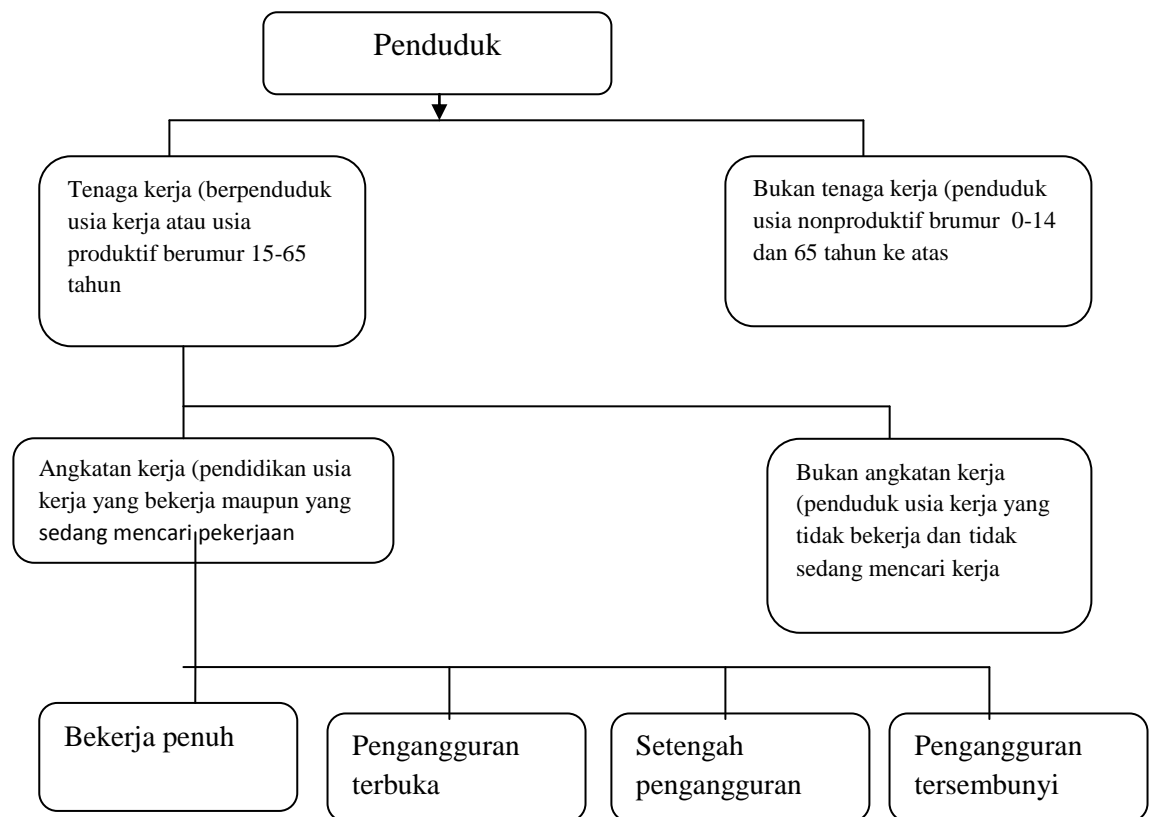 Penduduk
Tenaga kerja (berpenduduk
usia kerja atau usia
produktif berumur 15-65
tahun
Bukan tenaga kerja (penduduk
usia nonproduktif brumur  0-14
dan 65 tahun ke atas
Angkatan kerja (pendidikan usia
kerja yang bekerja maupun yang
sedang mencari pekerjaan
Bukan angkatan kerja
(penduduk usia kerja yang
tidak bekerja dan tidak
sedang mencari kerja
Bekerja penuh
Pengangguran
terbuka
Setengah
pengangguran
Pengangguran
tersembunyi